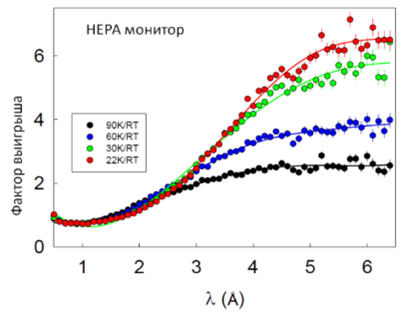 НЕРА монитор
6
4
2
0
Фактор выигрыша
90K/RT
60K/RT
30K/RT
22K/RT
1 2 3 4 5 6
λ (Å)